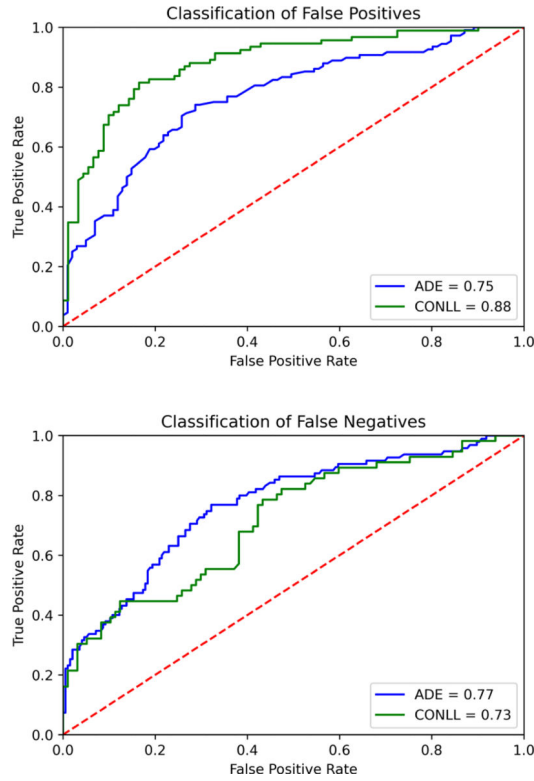 Classification of False Positives
1.0
0.8
0.6
0.4
0.2
0.0
True Positive Rate
ADE = 0.75
CONLL = 0.88
0.0 0.2 0.4 0.6 0.8 1.0
False Positive Rate
Classification of False Negatives
1.0
0.8
0.6
0.4
0.2
0.0
True Positive Rate
ADE = 0.77
CONLL = 0.73
0.0 0.2 0.4 0.6 0.8 1.0
False Positive Rate